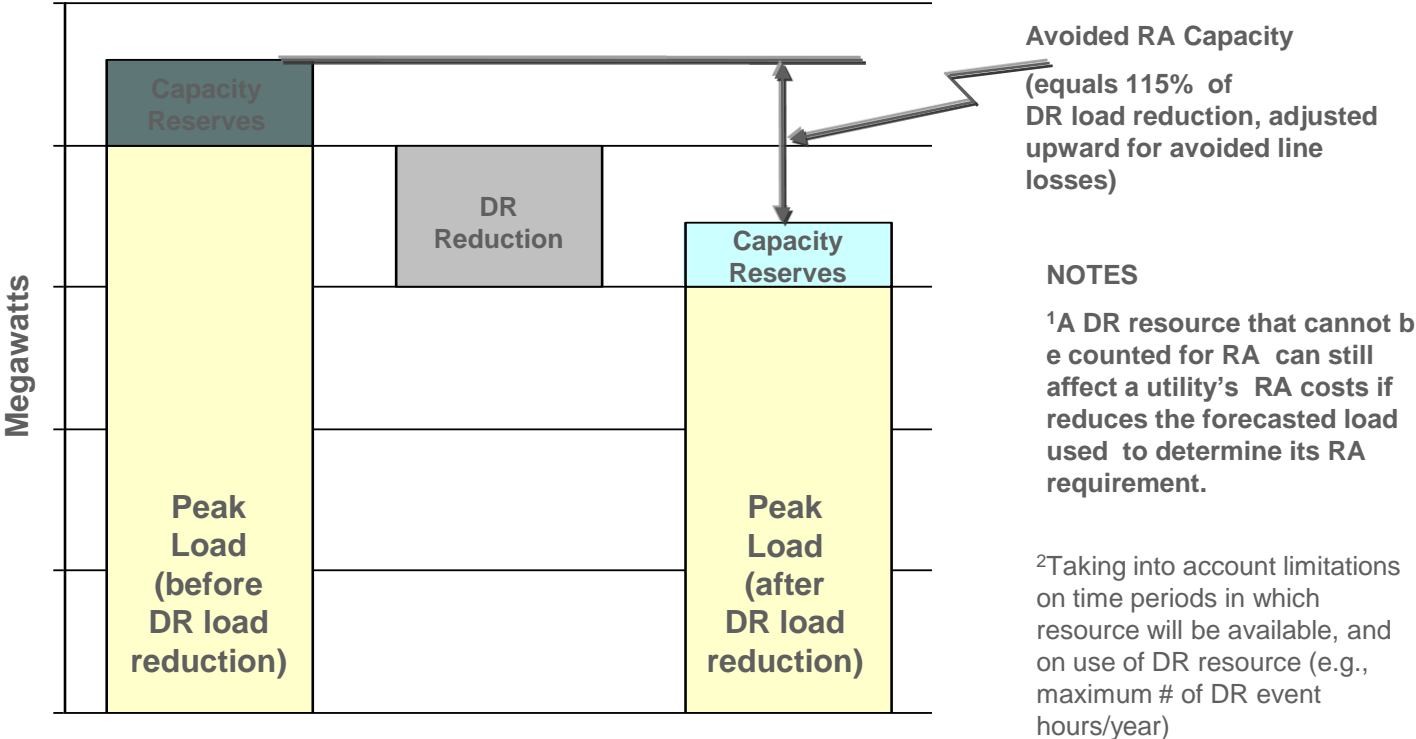 Megawatts
Capacity
Reserves
Peak
Load
(before
DR load
reduction)
DR
Reduction
Capacity
Reserves
Peak
Load
(after
DR load
reduction)
Avoided RA Capacity
(equals 115% of
DR load reduction, adjusted
upward for avoided line
losses)
NOTES
¹A DR resource that cannot b
e counted for RA can still
affect a utility’s RA costs if
reduces the forecasted load
used to determine its RA
requirement.
²Taking into account limitations
on time periods in which
resource will be available, and
on use of DR resource (e.g.,
maximum # of DR event
hours/year)